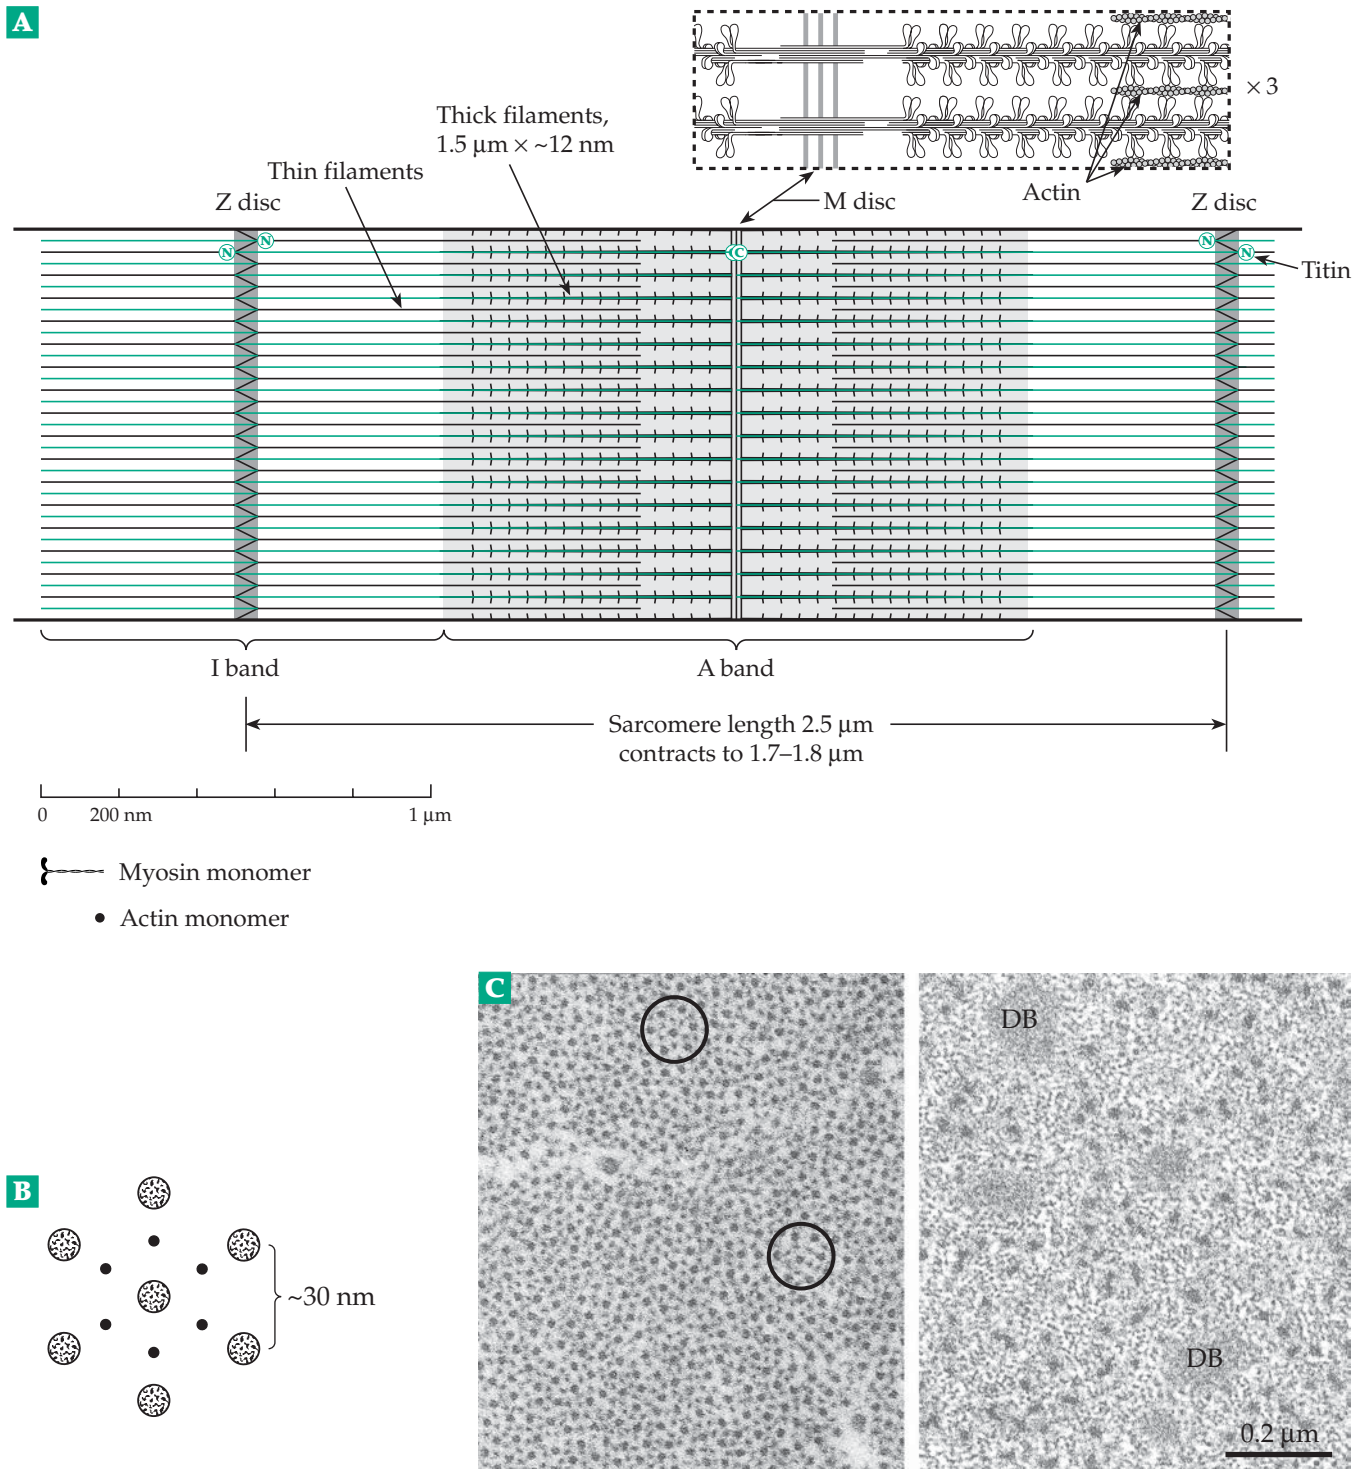 A
× 3
Thick filaments,
1.5 µm × ~12 nm
Thin filaments
Actin
Z disc
M disc
Z disc
N
N
N
N
C
Titin
I band
A band
Sarcomere length 2.5 µm
contracts to 1.7–1.8 µm
0
200 nm
1 µm
Myosin monomer
Actin monomer
B
~30 nm
C
DB
DB
0.2 µm